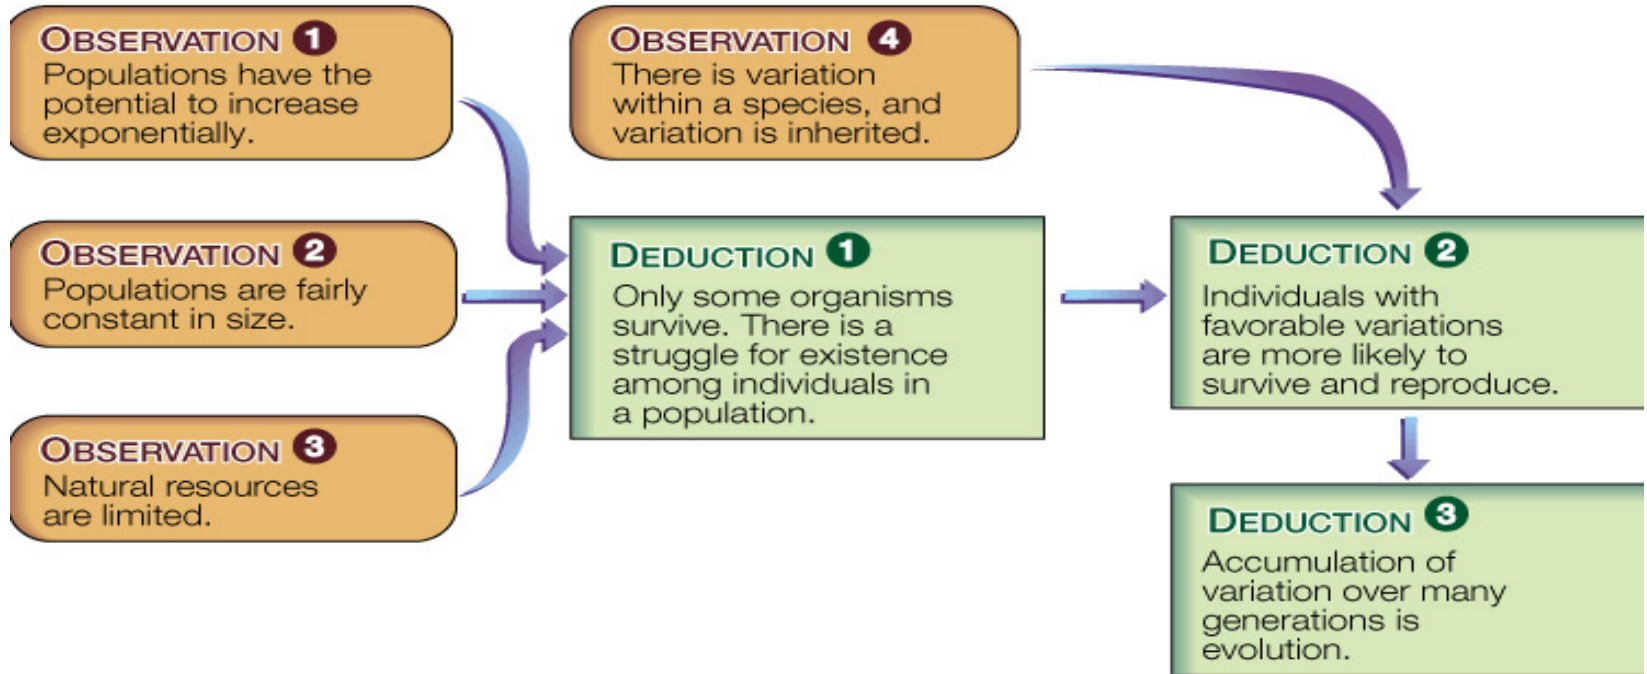 OBSERVATION 1
Populations have the
potential to increase
exponentially.
OBSERVATION 4
There is variation
within a species, and
variation is inherited.
OBSERVATION 2
Populations are fairly
constant in size.
DEDUCTION 1
Only some organisms
survive. There is a
struggle for existence
among individuals in
a population.
DEDUCTION 2
Individuals with
favorable variations
are more likely to
survive and reproduce.
OBSERVATION 3
Natural resources
are limited.
DEDUCTION 3
Accumulation of
variation over many
generations is
evolution.